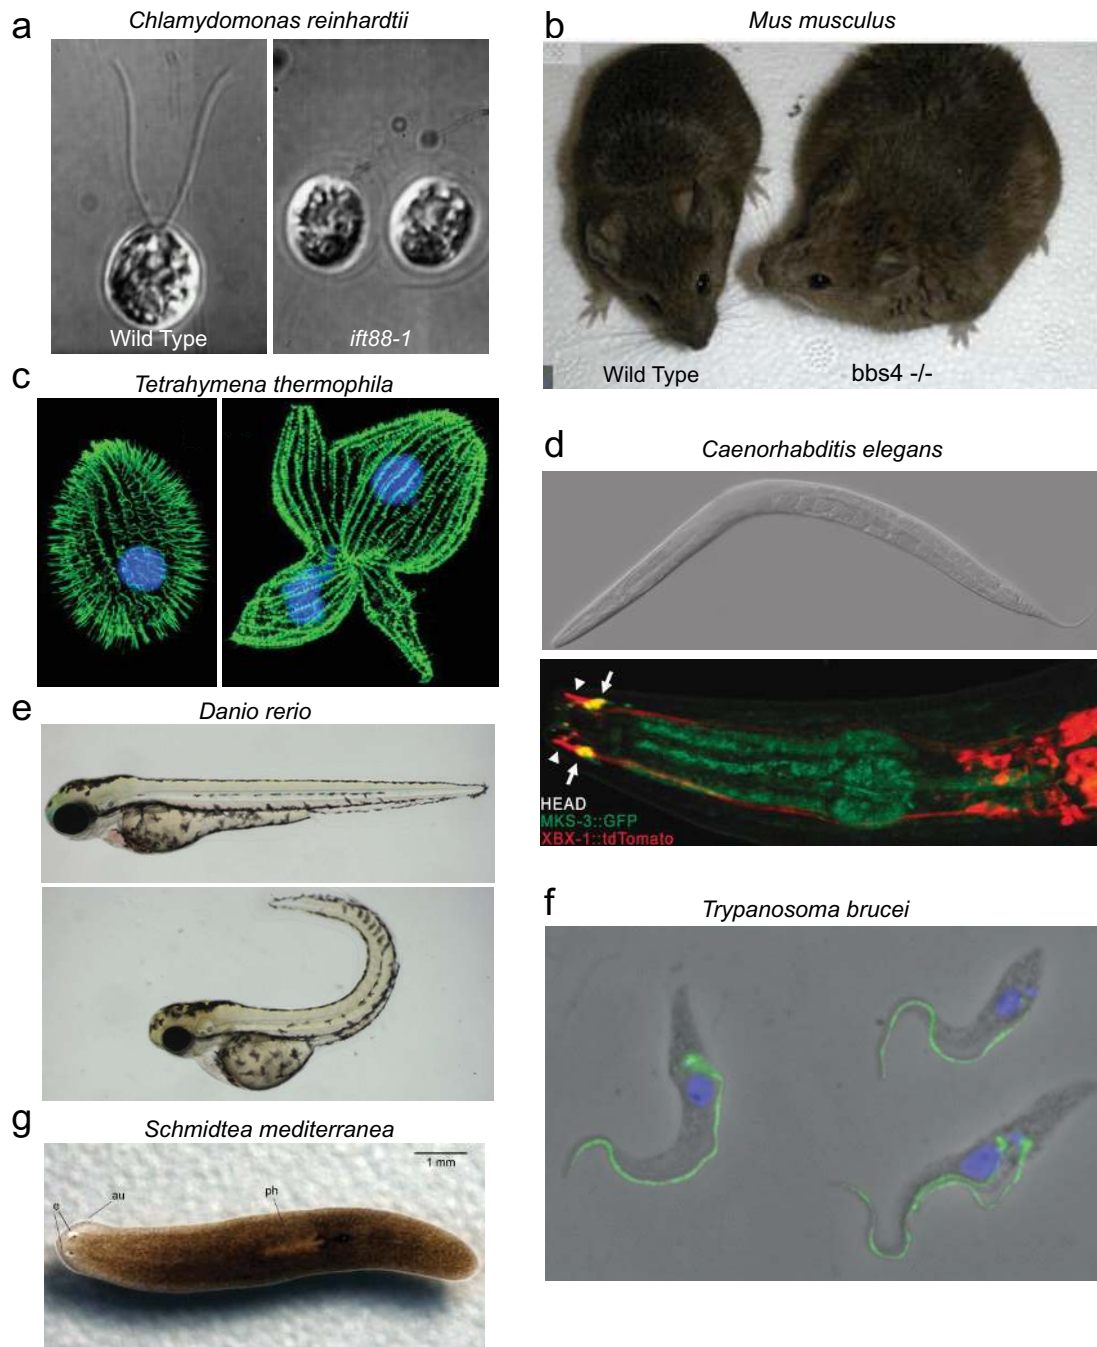 a
Chlamydomonas reinhardtii
Wild Type
ift88-1
b
Mus musculus
Wild Type
bbs4 -/-
c
Tetrahymena thermophila
d
Caenorhabditis elegans
HEAD
MKS-3::GFP
XBX-1::tdTomato
e
Danio rerio
f
Trypanosoma brucei
g
Schmidtea mediterranea
1 mm
e
au
ph